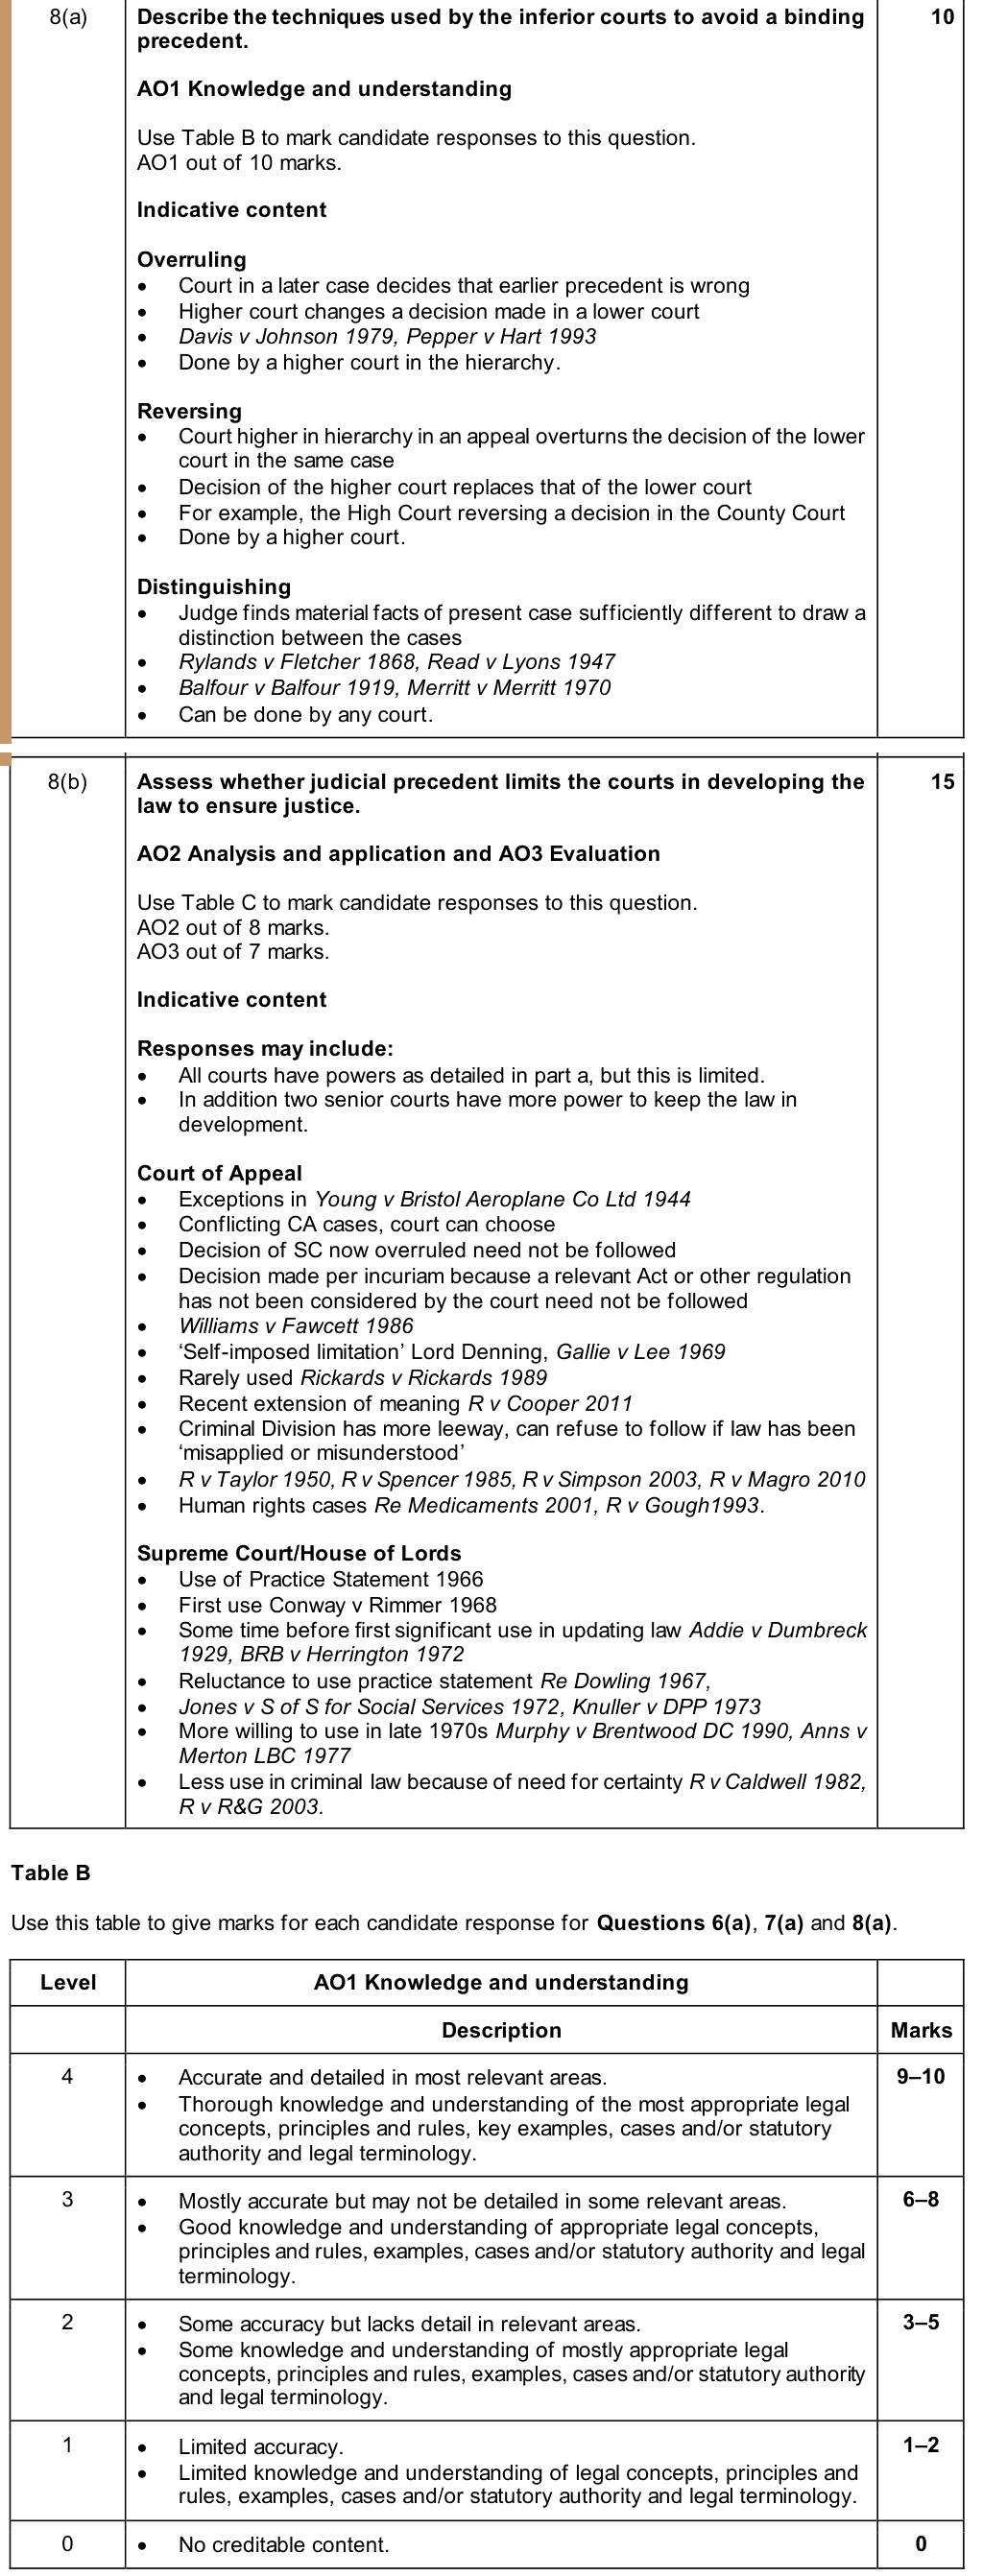 8(a) Describe the techniques used by the inferior courts to avoid a binding 10
precedent.
AO1 Knowledge and understanding
Use Table B to mark candidate responses to this question.
AO1 out of 10 marks.
Indicative content
Overruling
• Court in a later case decides that earlier precedent is wrong
• Higher court changes a decision made in a lower court
• Davis v Johnson 1979, Pepper v Hart 1993
• Done by a higher court in the hierarchy.
Reversing
• Court higher in hierarchy in an appeal overturns the decision of the lower
court in the same case
• Decision of the higher court replaces that of the lower court
• For example, the High Court reversing a decision in the County Court
• Done by a higher court.
Distinguishing
• Judge finds material facts of present case sufficiently different to draw a
distinction between the cases
• Rylands v Fletcher 1868, Read v Lyons 1947
• Balfour v Balfour 1919, Merritt v Merritt 1970
• Can be done by any court.
8(b) Assess whether judicial precedent limits the courts in developing the 15
law to ensure justice.
AO2 Analysis and application and AO3 Evaluation
Use Table C to mark candidate responses to this question.
AO2 out of 8 marks.
AO3 out of 7 marks.
Indicative content
Responses may include:
• All courts have powers as detailed in part a, but this is limited.
• In addition two senior courts have more power to keep the law in
development.
Court of Appeal
• Exceptions in Young v Bristol Aeroplane Co Ltd 1944
• Conflicting CA cases, court can choose
• Decision of SC now overruled need not be followed
• Decision made per incuriam because a relevant Act or other regulation
has not been considered by the court need not be followed
• Williams v Fawcett 1986
• ‘Self-imposed limitation’ Lord Denning, Gallie v Lee 1969
• Rarely used Rickards v Rickards 1989
• Recent extension of meaning R v Cooper 2011
• Criminal Division has more leeway, can refuse to follow if law has been
‘misapplied or misunderstood’
• R v Taylor 1950, R v Spencer 1985, R v Simpson 2003, R v Magro 2010
• Human rights cases Re Medicaments 2001, R v Gough1993.
Supreme Court/House of Lords
• Use of Practice Statement 1966
• First use Conway v Rimmer 1968
• Some time before first significant use in updating law Addie v Dumbreck
1929, BRB v Herrington 1972
• Reluctance to use practice statement Re Dowling 1967,
• Jones v S of S for Social Services 1972, Knuller v DPP 1973
• More willing to use in late 1970s Murphy v Brentwood DC 1990, Anns v
Merton LBC 1977
• Less use in criminal law because of need for certainty R v Caldwell 1982,
R v R&G 2003.
Table B
Use this table to give marks for each candidate response for Questions 6(a), 7(a) and 8(a).
Level AO1 Knowledge and understanding
Description Marks
4 • Accurate and detailed in most relevant areas. 9–10
• Thorough knowledge and understanding of the most appropriate legal
concepts, principles and rules, key examples, cases and/or statutory
authority and legal terminology.
3 • Mostly accurate but may not be detailed in some relevant areas. 6–8
• Good knowledge and understanding of appropriate legal concepts,
principles and rules, examples, cases and/or statutory authority and legal
terminology.
2 • Some accuracy but lacks detail in relevant areas. 3–5
• Some knowledge and understanding of mostly appropriate legal
concepts, principles and rules, examples, cases and/or statutory authority
and legal terminology.
1 • Limited accuracy. 1–2
• Limited knowledge and understanding of legal concepts, principles and
rules, examples, cases and/or statutory authority and legal terminology.
0 • No creditable content. 0